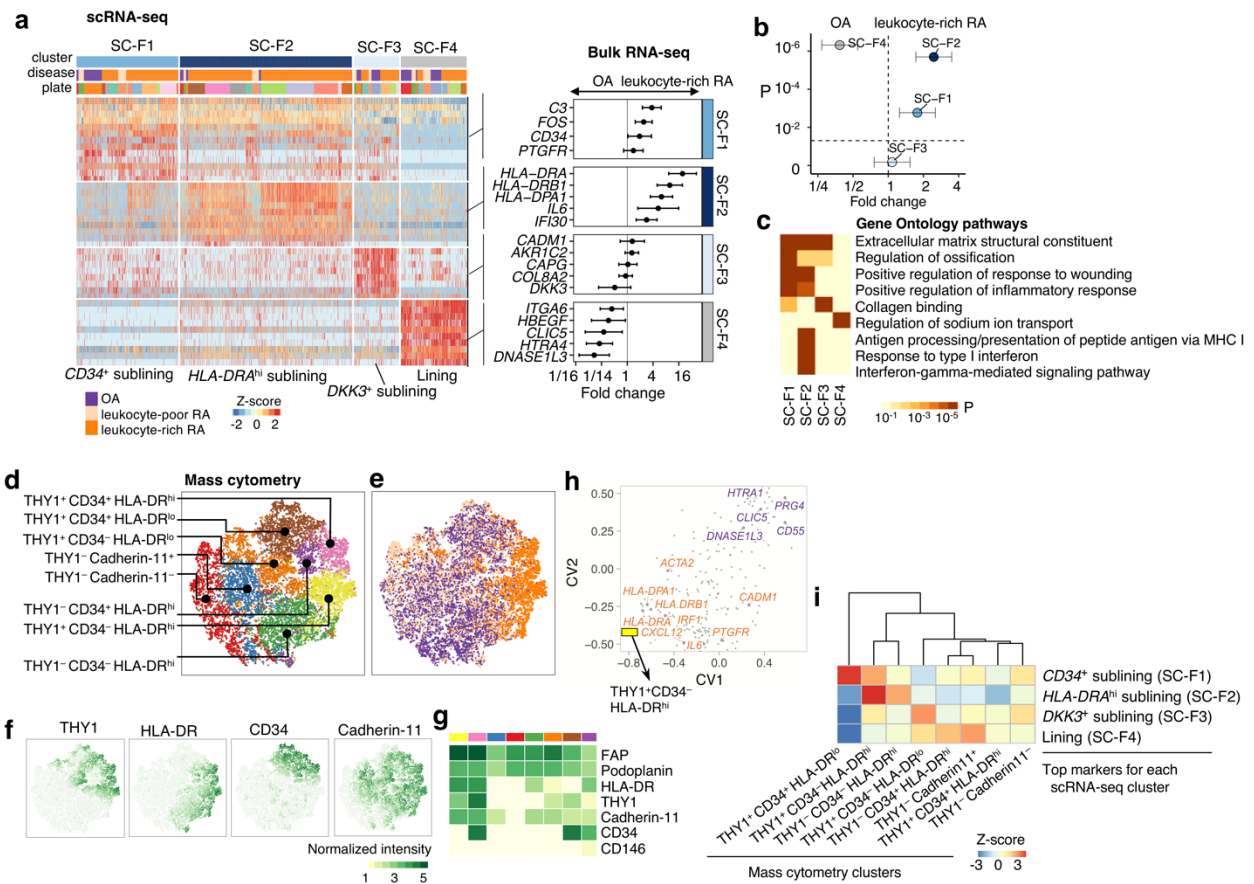 a
scRNA-seq
SC-F1
SC-F2
SC-F3
SC-F4
cluster
disease
plate
CD34+ sublining
HLA-DRAhi sublining
DKK3+ sublining
Lining
OA
leukocyte-poor RA
leukocyte-rich RA
Z-score
-2 0 2
Bulk RNA-seq
OA leukocyte-rich RA
C3
FOS
CD34
PTGFR
SC-F1
HLA–DRA
HLA–DRB1
HLA–DPA1
IL6
IFI30
SC-F2
CADM1
AKR1C2
CAPG
COL8A2
DKK3
SC-F3
ITGA6
HBEGF
CLIC5
HTRA4
DNASE1L3
SC-F4
1/16 1/14 1 4 16
Fold change
b
OA leukocyte-rich RA
SC–F4
SC–F2
SC–F1
SC–F3
10-6
10-4
10-2
0
P
1/4 1/2 1 2 4
Fold change
c
Gene Ontology pathways
Extracellular matrix structural constituent
Regulation of ossification
Positive regulation of response to wounding
Positive regulation of inflammatory response
Collagen binding
Regulation of sodium ion transport
Antigen processing/presentation of peptide antigen via MHC I
Response to type I interferon
Interferon-gamma-mediated signaling pathway
SC-F1
SC-F2
SC-F3
SC-F4
10-1 10-3 10-5 P
d
Mass cytometry
THY1+ CD34+ HLA-DRhi
THY1+ CD34+ HLA-DRlo
THY1+ CD34– HLA-DRlo
THY1– Cadherin-11+
THY1– Cadherin-11–
THY1– CD34+ HLA-DRhi
THY1+ CD34– HLA-DRhi
THY1– CD34– HLA-DRhi
e
f
THY1
HLA-DR
CD34
Cadherin-11
Normalized intensity
1 3 5
g
FAP
Podoplanin
HLA-DR
THY1
Cadherin-11
CD34
CD146
h
0.50
0.25
0.00
−0.25
−0.50
CV2
HTRA1
PRG4
CLIC5
DNASE1L3
CD55
ACTA2
HLA-DPA1
HLA.DRB1
CADM1
HLA-DRA
IRF1
CXCL12
PTGFR
IL6
−0.8 −0.4 0.0 0.4
CV1
THY1+CD34–
HLA-DRhi
i
CD34+ sublining (SC-F1)
HLA-DRAhi sublining (SC-F2)
DKK3+ sublining (SC-F3)
Lining (SC-F4)
Top markers for each
scRNA-seq cluster
THY1+ CD34+ HLA-DRlo
THY1+ CD34- HLA-DRhi
THY1– CD34- HLA-DRhi
THY1+ CD34- HLA-DRlo
THY1– CD34+ HLA-DRhi
THY1– Cadherin11+
THY1+ CD34+ HLA-DRhi
THY1– Cadherin11–
Mass cytometry clusters
Z-score
-3 0 3